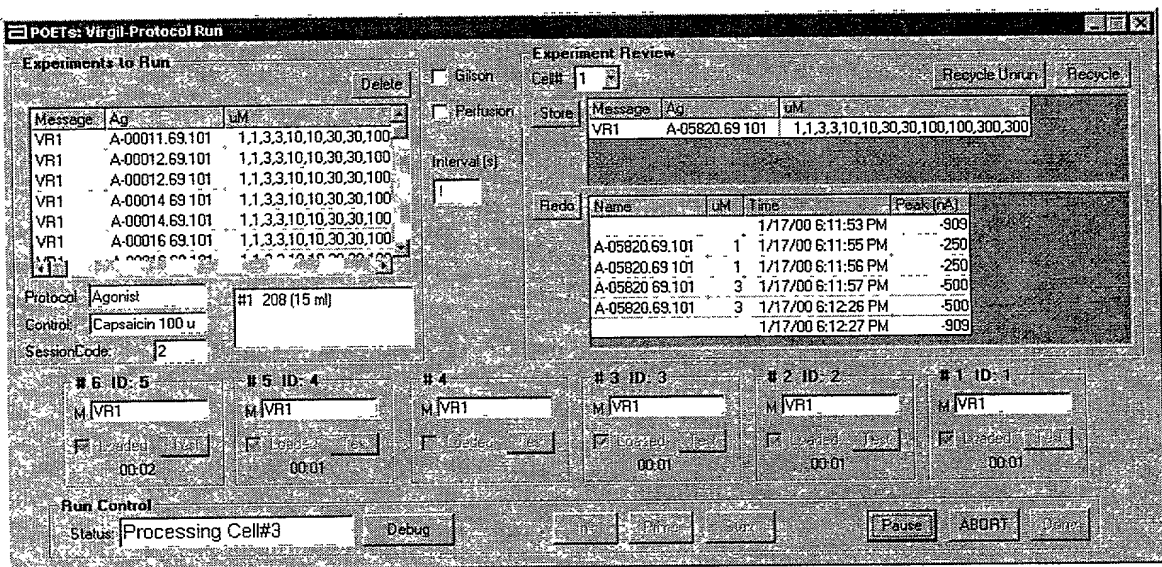 POETs: Virgil-Protocol Run
Experiments to Run
Delete
Message Ag uM
VR1 A-00011.69.101 1,1,3,3,10,10,30,30,100
VR1 A-00012.69.101 1,1,3,3,10,10,30,30,100
VR1 A-00012.69 101 1,1,3,3,10,10,30,30,100
VR1 A-00014 69 101 1,1,3,3,10,10,30,30,100
VR1 A-00014.69.101 1,1,3,3,10,10,30,30,100
VR1 A-00016 69.101 1,1,3,3,10,10,30,30,100
Protocol: Agonist
Control: Capsaicin 100 u
SessionCode: 2
#1 208 (15 ml)
Gilson
Perfusion
Interval (s)
Experiment Review
Cell#: 1
Recycle Unrun
Recycle
Store
Message Ag uM
VR1 A-05820.69 101 1,1,3,3,10,10,30,30,100,100,300,300
Redo
Name uM Time Peak (nA)
1/17/00 6:11:53 PM -909
A-05820.69.101 1 1/17/00 6:11:55 PM -250
A-05820.69 101 1 1/17/00 6:11:56 PM -250
A-05820 69.101 3 1/17/00 6:11:57 PM -500
A-05820.69.101 3 1/17/00 6:12:26 PM -500
1/17/00 6:12:27 PM -909
# 6 ID: 5
M VR1
Loaded Test
00:02
# 5 ID: 4
M VR1
Loaded Test
00:01
# 4
M
Loaded Test
# 3 ID: 3
M VR1
Loaded Test
00:01
# 2 ID: 2
M VR1
Loaded Test
00:01
# 1 ID: 1
M VR1
Loaded Test
00:01
Run Control
Status: Processing Cell#3
Debug
Pause
ABORT